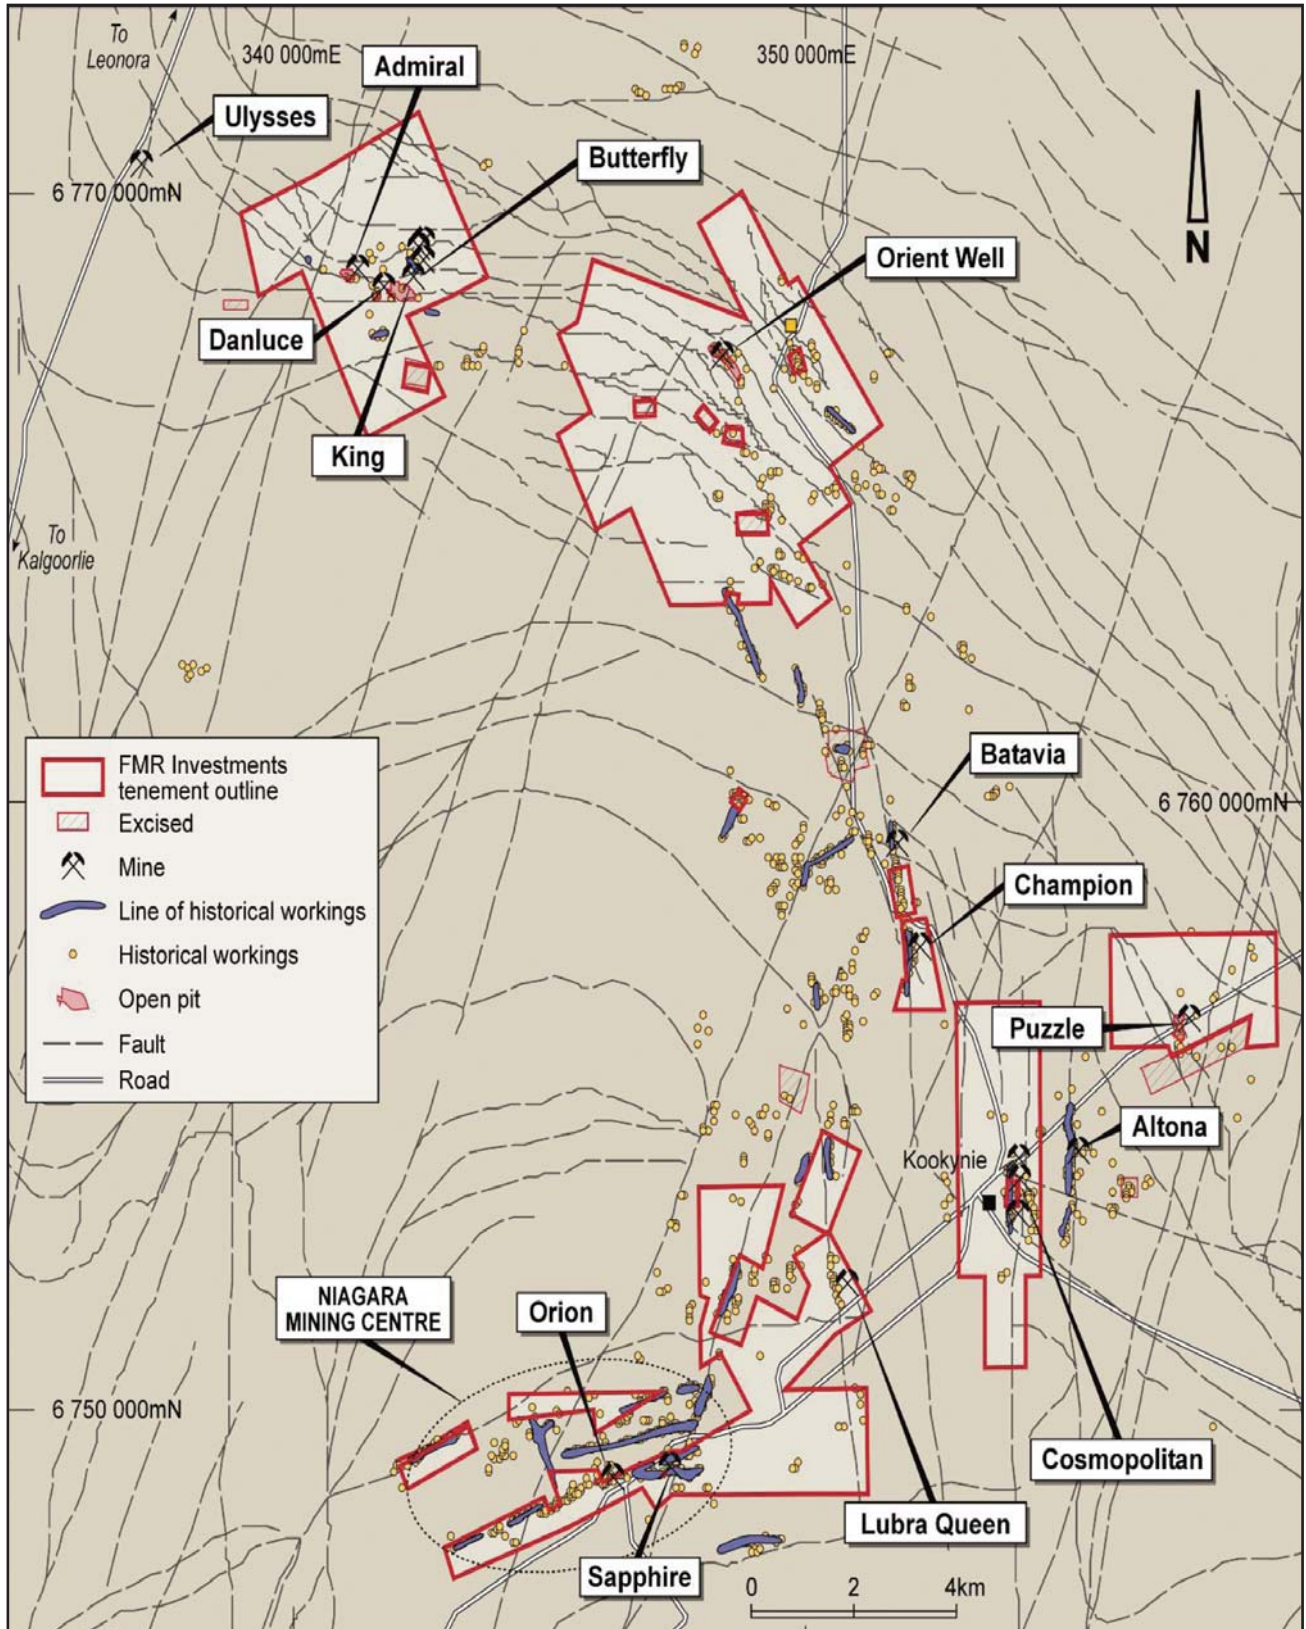 To
Leonora
340 000mE
350 000mE
Admiral
Ulysses
Butterfly
6 770 000mN
Orient Well
N
Danluce
King
To
Kalgoorlie
FMR Investments
tenement outline
Excised
Mine
Line of historical workings
Historical workings
Open pit
Fault
Road
Batavia
6 760 000mN
Champion
Puzzle
Altona
Kookynie
NIAGARA
MINING CENTRE
Orion
6 750 000mN
Cosmopolitan
Lubra Queen
Sapphire
0 2 4km